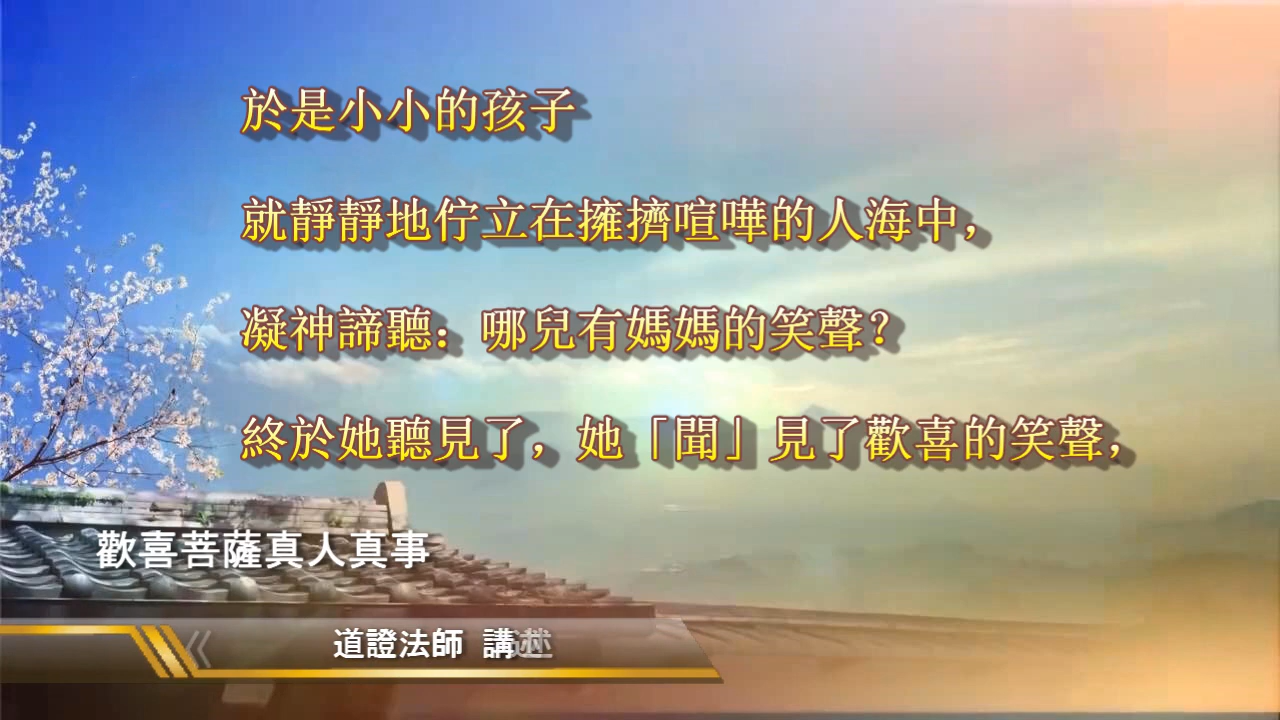 於是小小的孩子
就靜靜地佇立在擁擠喧嘩的人海中，
凝神諦聽：哪兒有媽媽的笑聲？
終於她聽見了，她「聞」見了歡喜的笑聲，
歡喜菩薩真人真事
道證法師 講述